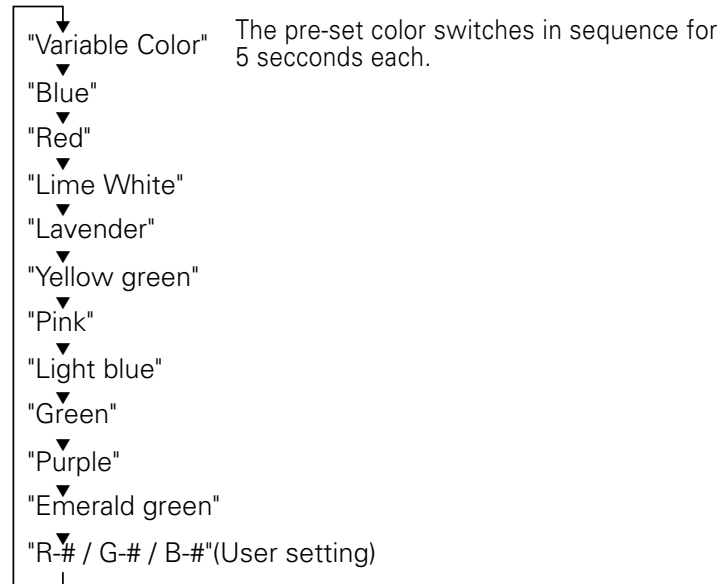 "Variable Color"
The pre-set color switches in sequence for
5 secconds each.
"Blue"
"Red"
"Lime White"
"Lavender"
"Yellow green"
"Pink"
"Light blue"
"Green"
"Purple"
"Emerald green"
"R-# / G-# / B-#"(User setting)